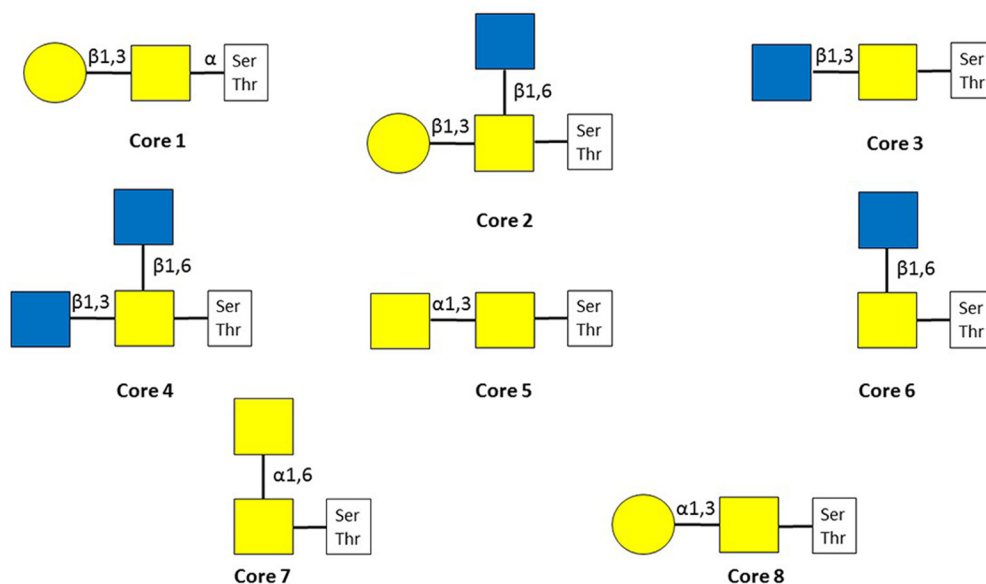 β1,3
α
Ser
Thr
Core 1
β1,6
β1,3
Ser
Thr
Core 2
β1,3
Ser
Thr
Core 3
β1,6
β1,3
Ser
Thr
Core 4
α1,3
Ser
Thr
Core 5
β1,6
Ser
Thr
Core 6
α1,6
Ser
Thr
Core 7
α1,3
Ser
Thr
Core 8